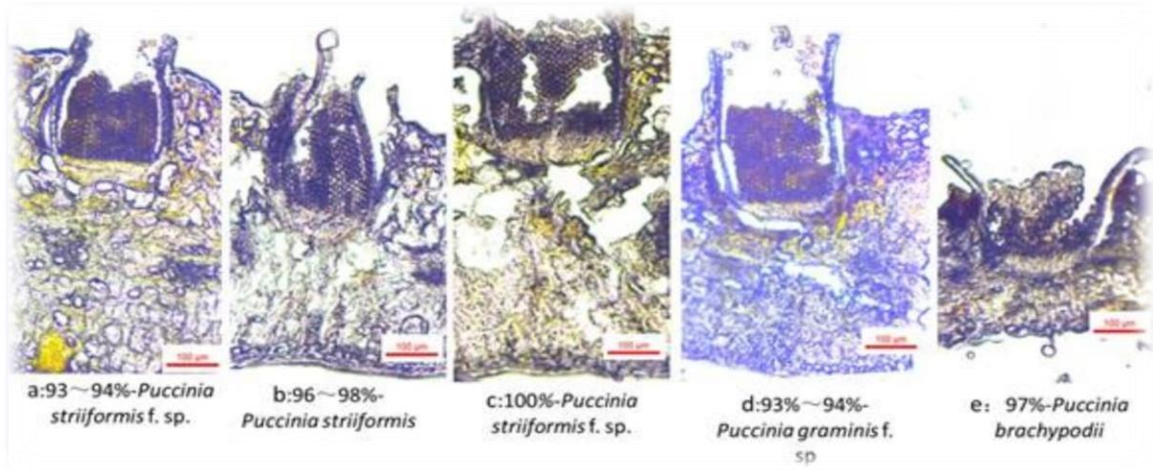 100 μm
100 μm
100 μm
100 μm
100 μm
a:93～94%-Puccinia
striiformis f. sp.
b:96～98%-
Puccinia striiformis
c:100%-Puccinia
striiformis f. sp.
d:93%～94%-
Puccinia graminis f.
sp
e：97%-Puccinia
brachypodii